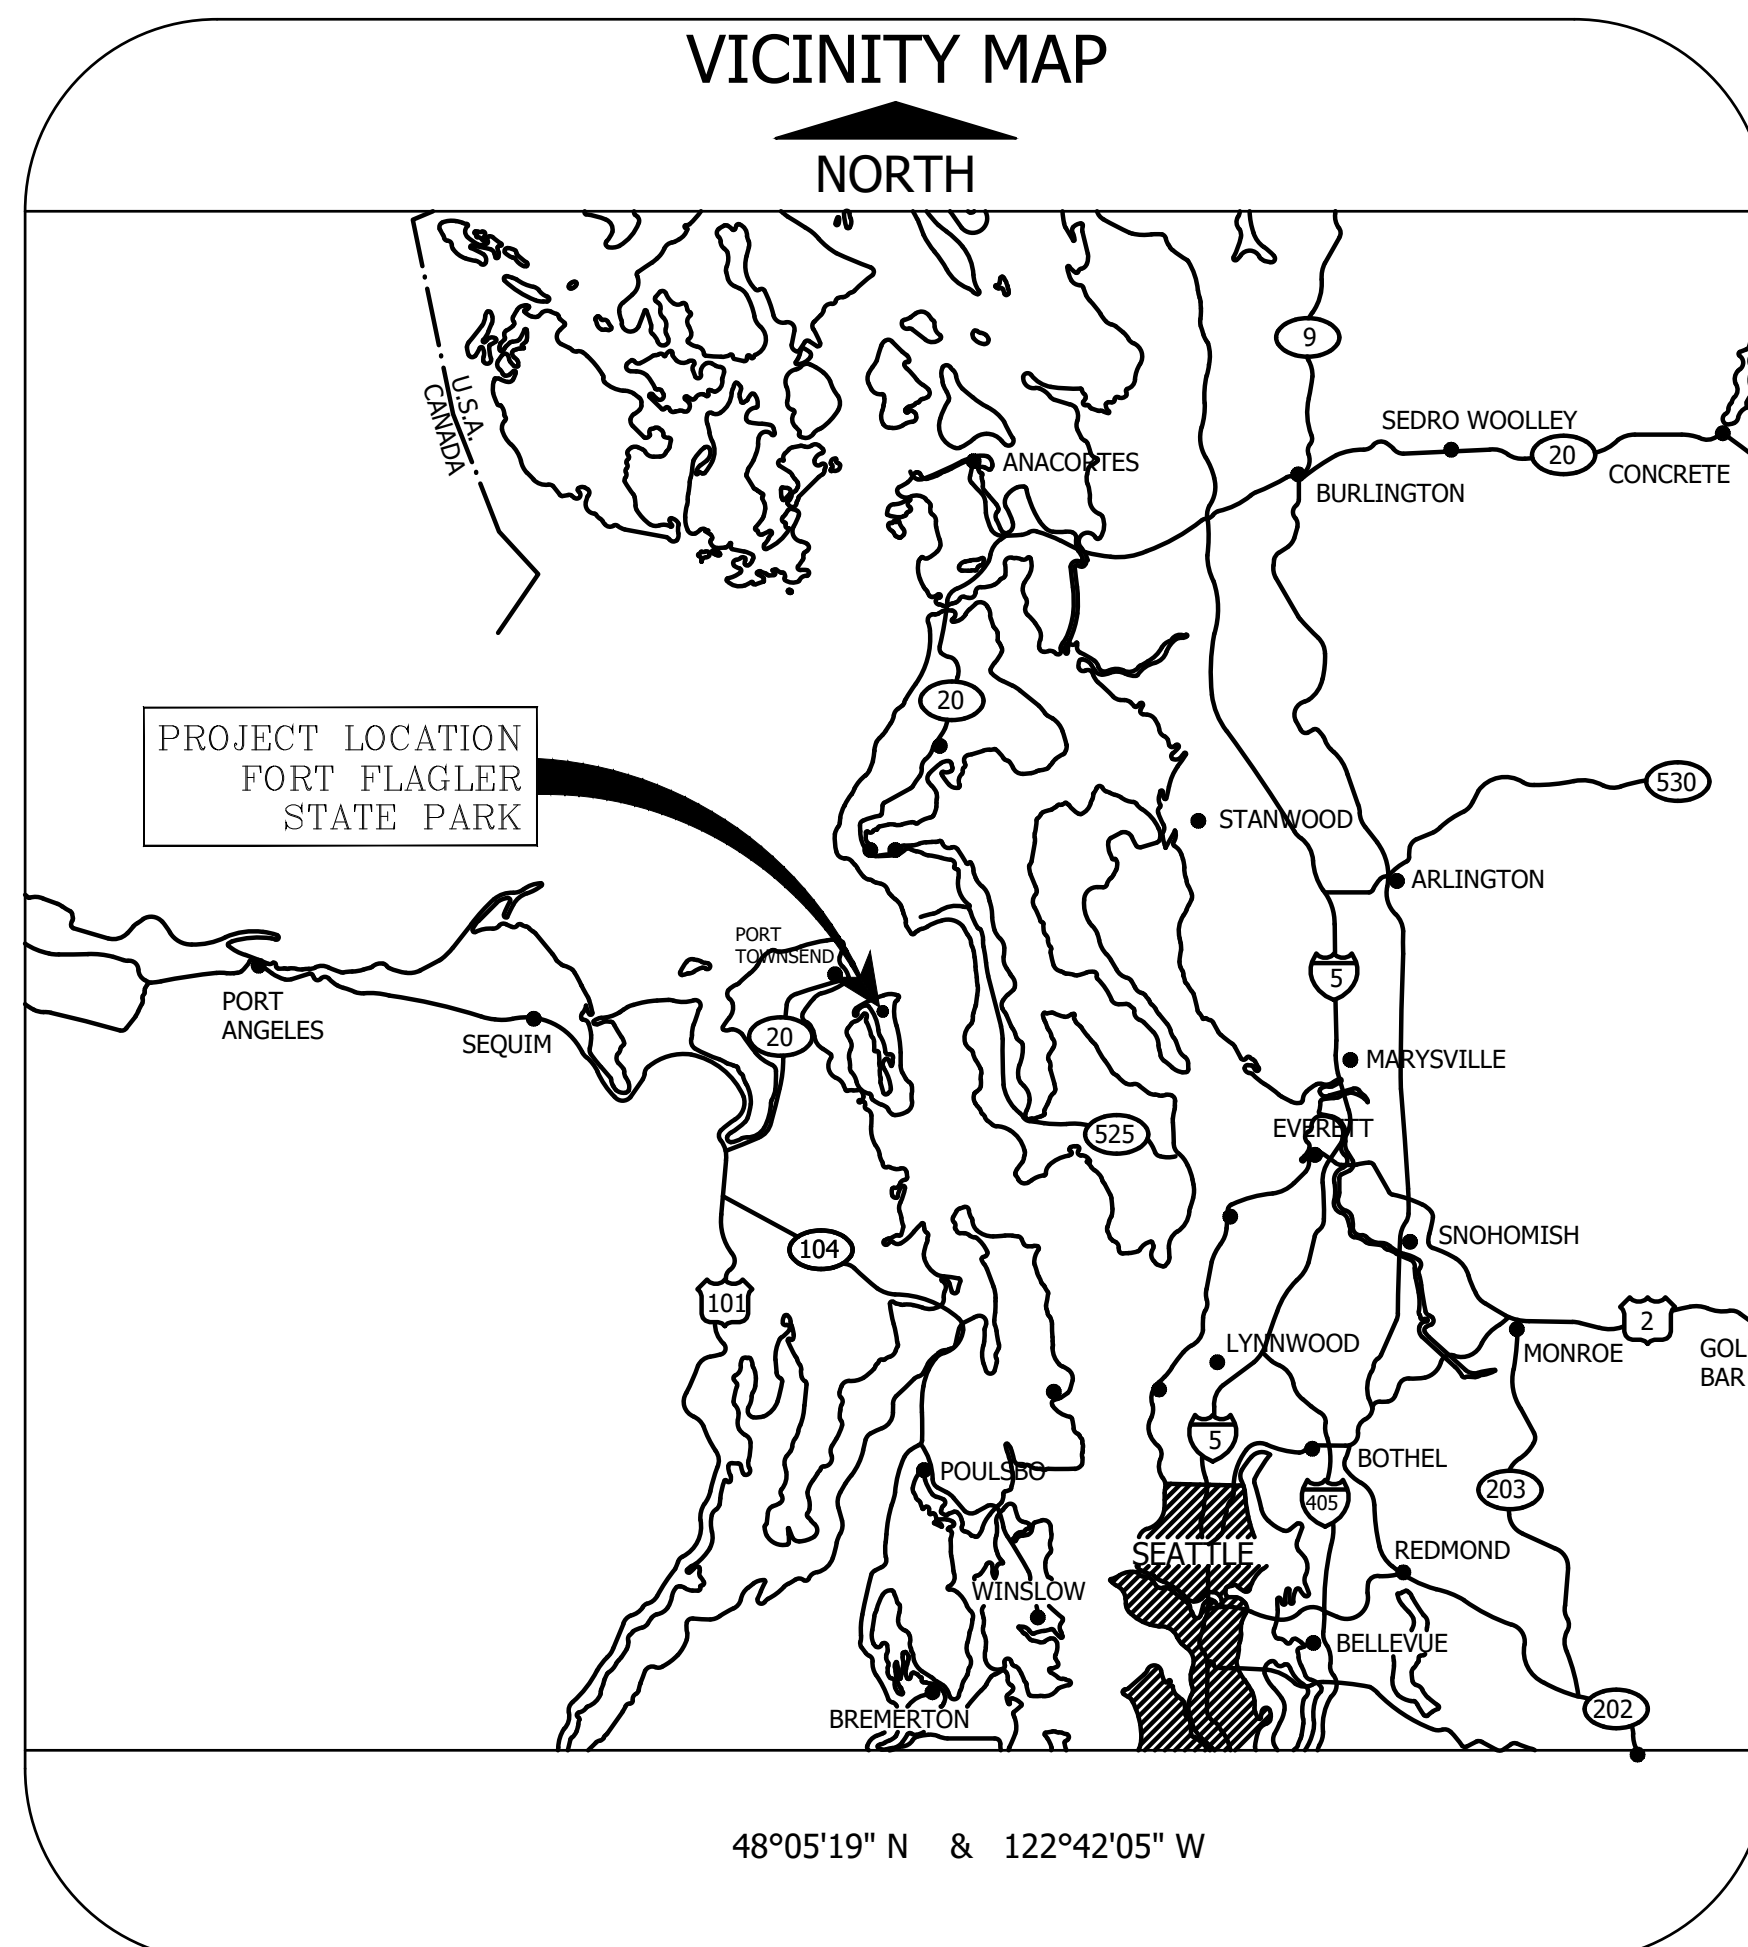 VICINITY MAP
NORTH
U.S.A.
CANADA
9
SEDRO WOOLLEY
20
CONCRETE
ANACORTES
BURLINGTON
20
PROJECT LOCATION
FORT FLAGLER
STATE PARK
530
STANWOOD
ARLINGTON
PORT
TOWNSEND
5
PORT
ANGELES
SEQUIM
20
MARYSVILLE
525
EVERETT
104
SNOHOMISH
101
2
LYNNWOOD
MONROE
GOL
BAR
5
BOTHEL
POULSBO
405
203
SEATTLE
REDMOND
WINSLOW
BELLEVUE
202
BREMERTON
48°05'19" N & 122°42'05" W